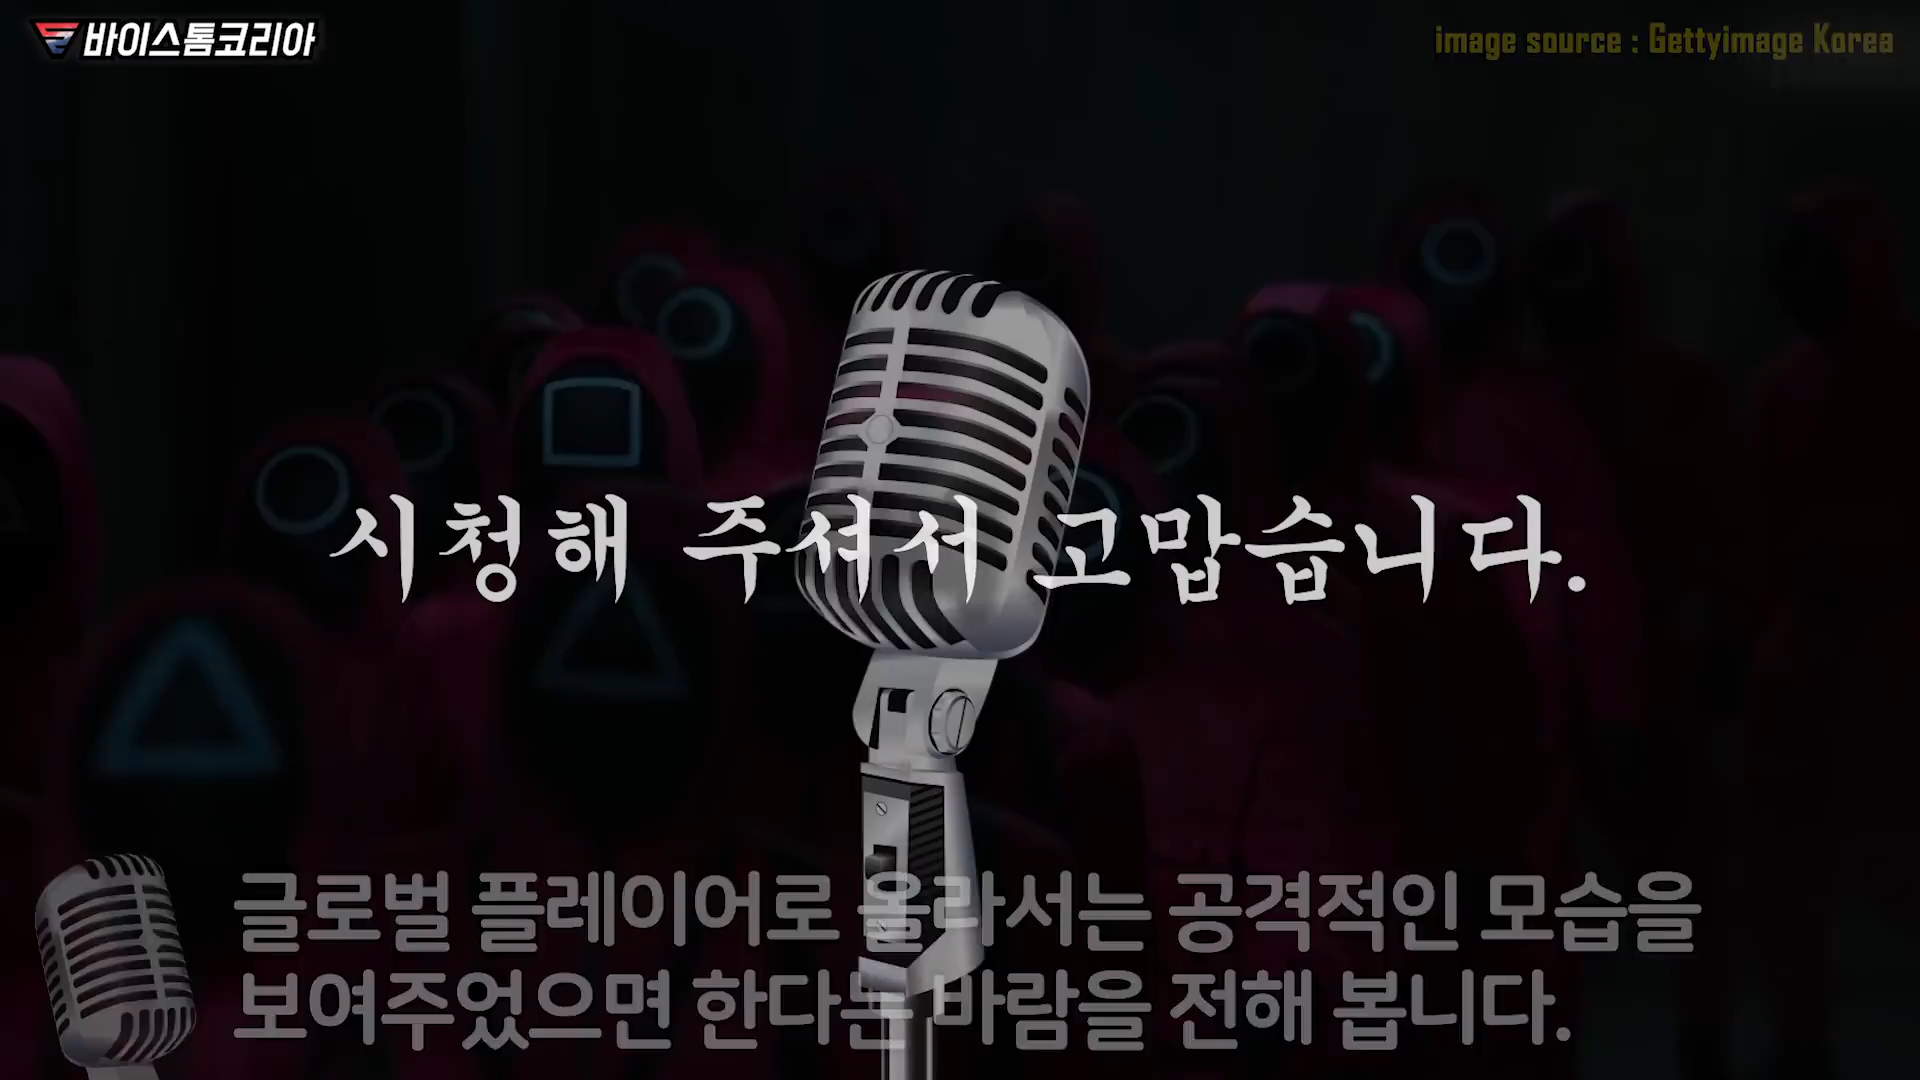 바이스톰코리아
image source : Gettyimage Korea
시청해 주셔서 고맙습니다.
글로벌 플레이어로 올라서는 공격적인 모습을
보여주었으면 한다는 바람을 전해 봅니다.